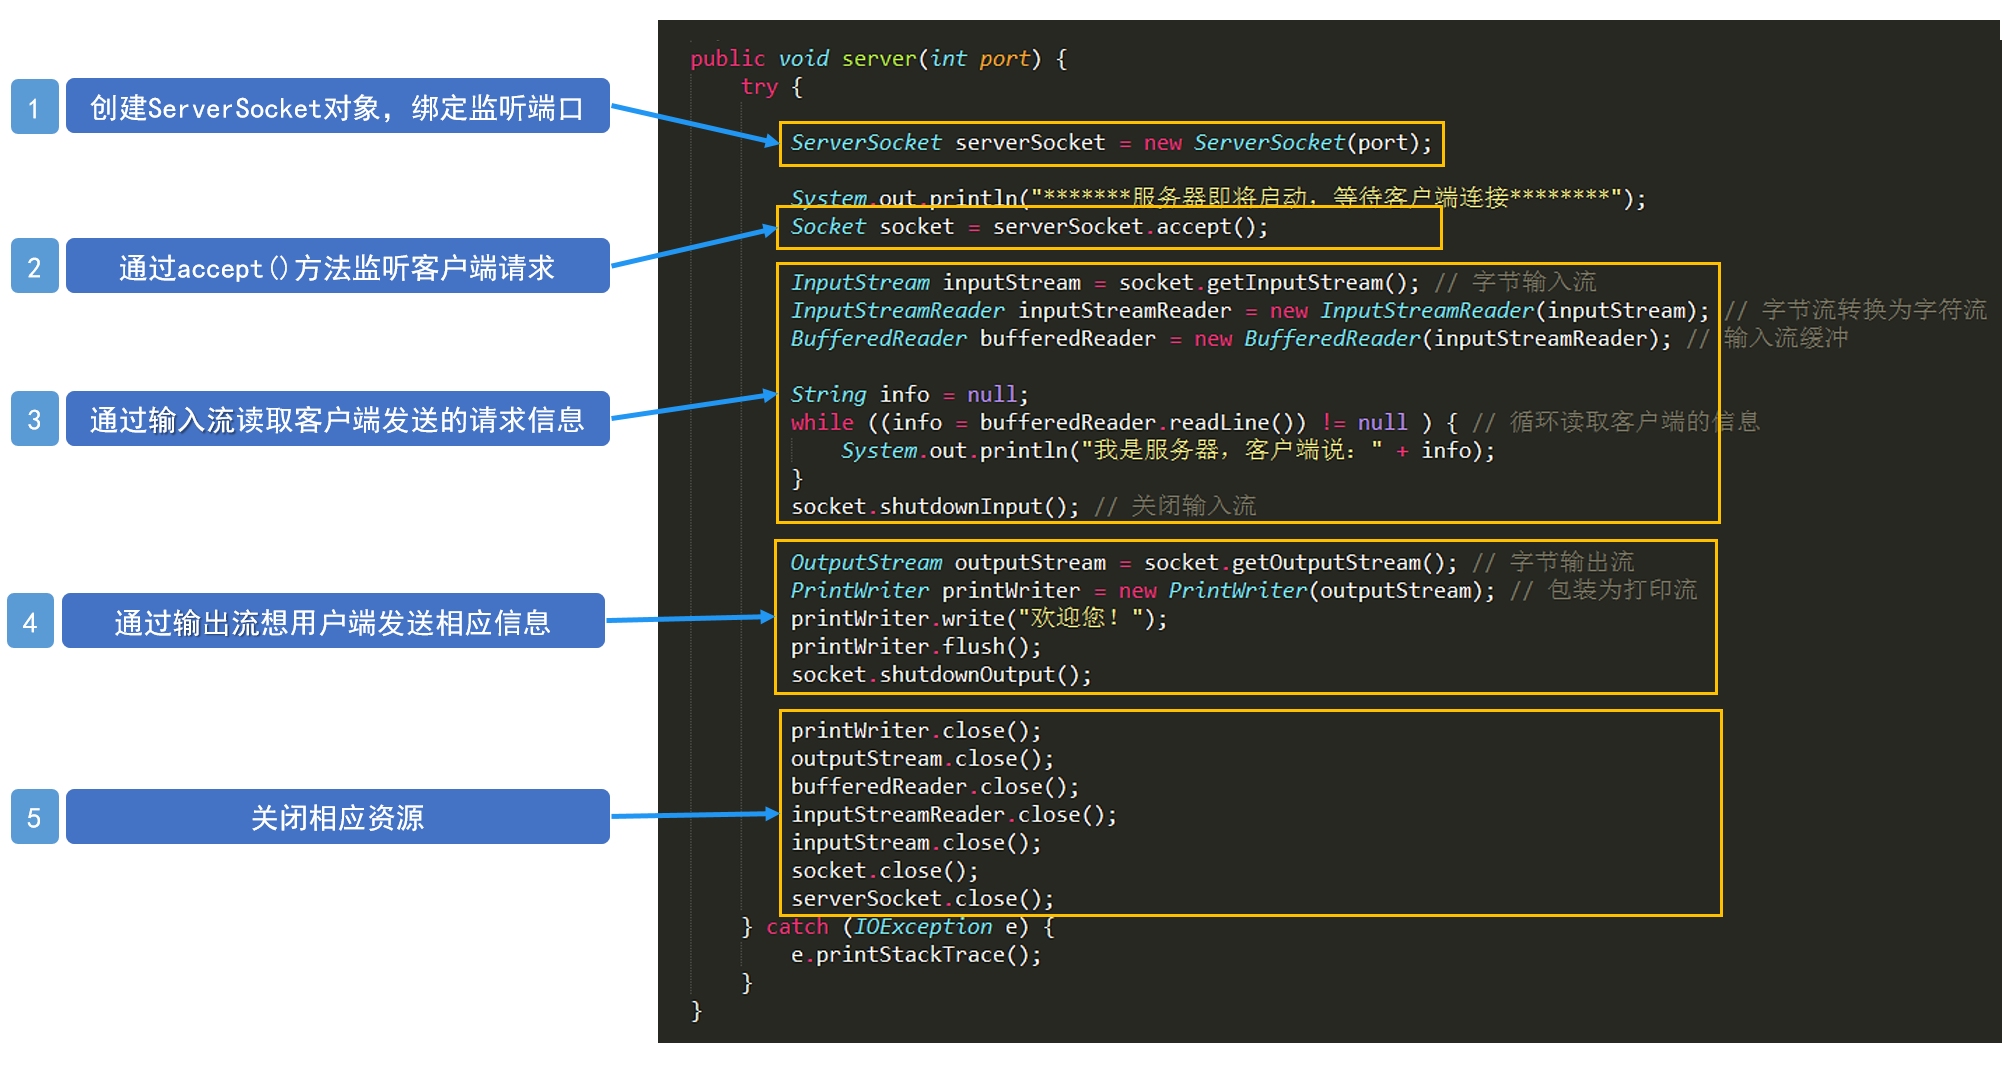 1
创建ServerSocket对象，绑定监听端口
2
通过accept()方法监听客户端请求
3
通过输入流读取客户端发送的请求信息
4
通过输出流想用户端发送相应信息
5
关闭相应资源
public void server(int port) {
try {
ServerSocket serverSocket = new ServerSocket(port);
System.out.println("*******服务器即将启动，等待客户端连接********");
Socket socket = serverSocket.accept();
InputStream inputStream = socket.getInputStream(); // 字节输入流
InputStreamReader inputStreamReader = new InputStreamReader(inputStream); // 字节流转换为字符流
BufferedReader bufferedReader = new BufferedReader(inputStreamReader); // 输入流缓冲
String info = null;
while ((info = bufferedReader.readLine()) != null ) { // 循环读取客户端的信息
System.out.println("我是服务器，客户端说：" + info);
}
socket.shutdownInput(); // 关闭输入流
OutputStream outputStream = socket.getOutputStream(); // 字节输出流
PrintWriter printWriter = new PrintWriter(outputStream); // 包装为打印流
printWriter.write("欢迎您！");
printWriter.flush();
socket.shutdownOutput();
printWriter.close();
outputStream.close();
bufferedReader.close();
inputStreamReader.close();
inputStream.close();
socket.close();
serverSocket.close();
} catch (IOException e) {
e.printStackTrace();
}
}